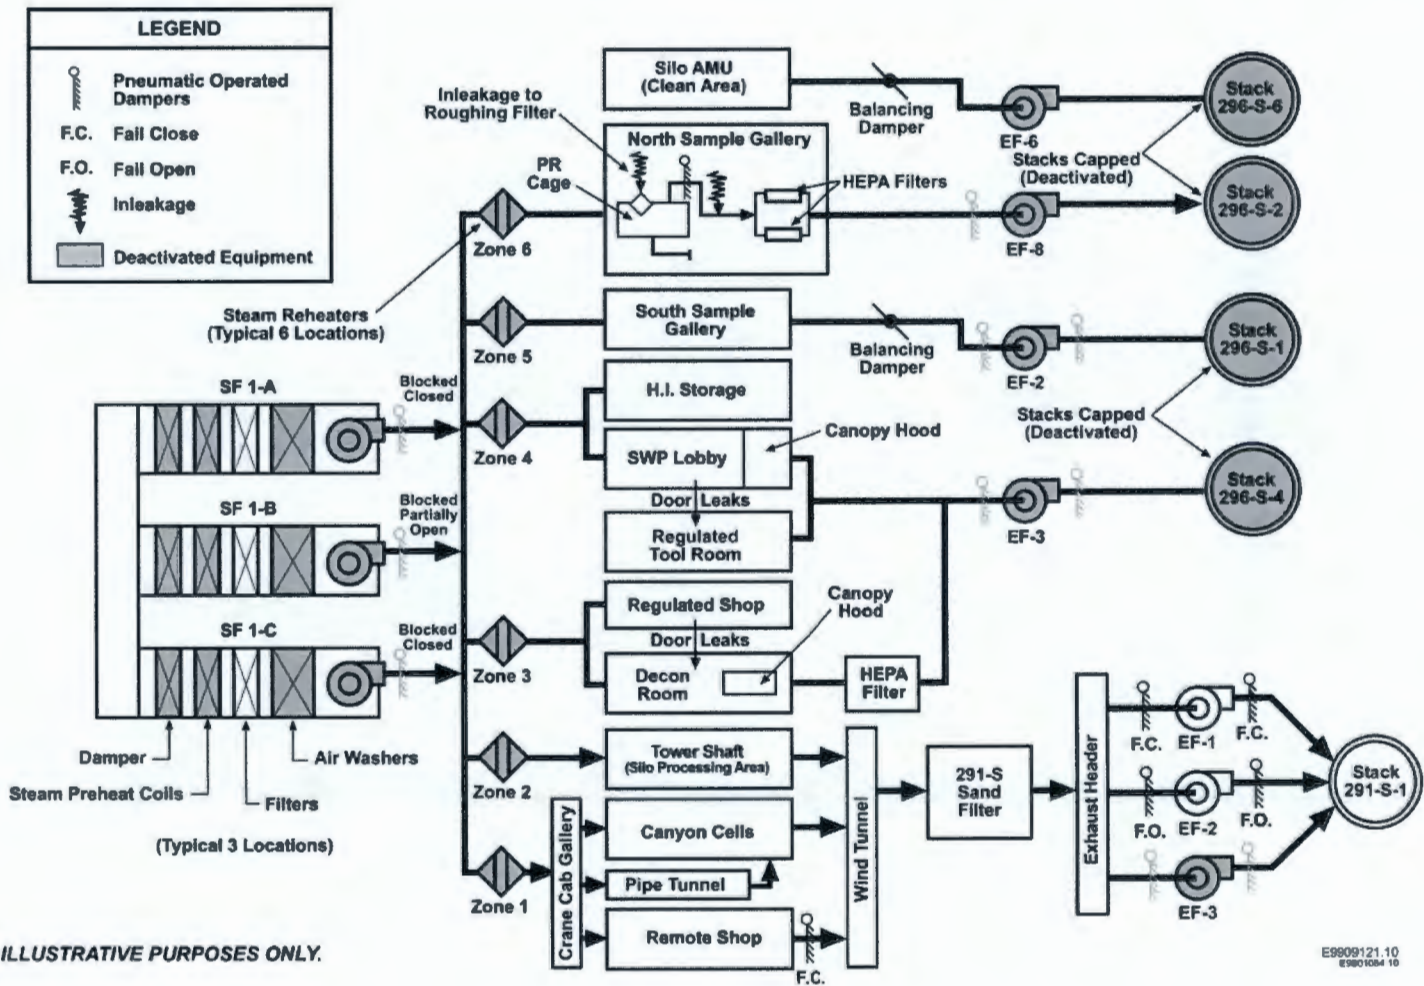 LEGEND
Pneumatic Operated
Dampers
F.C. Fail Close
F.O. Fail Open
Inleakage
Deactivated Equipment
Silo AMU
(Clean Area)
Balancing
Damper
EF-6
Stack
296-S-6
Inleakage to
Roughing Filter
North Sample Gallery
PR
Cage
HEPA Filters
Stacks Capped
(Deactivated)
Zone 6
EF-8
Stack
296-S-2
Steam Reheaters
(Typical 6 Locations)
South Sample
Gallery
Zone 5
Balancing
Damper
EF-2
Stack
296-S-1
SF 1-A
Blocked
Closed
H.I. Storage
Zone 4
SWP Lobby
Canopy Hood
Stacks Capped
(Deactivated)
Door Leaks
Regulated
Tool Room
EF-3
Stack
296-S-4
SF 1-B
Blocked
Partially
Open
SF 1-C
Blocked
Closed
Regulated Shop
Door Leaks
Canopy
Hood
Zone 3
Decon
Room
HEPA
Filter
Damper
Steam Preheat Coils
Filters
Air Washers
(Typical 3 Locations)
Zone 2
Tower Shaft
(Silo Processing Area)
Crane Cab Gallery
Canyon Cells
Pipe Tunnel
Zone 1
Remote Shop
F.C.
Wind Tunnel
291-S
Sand
Filter
Exhaust Header
F.C. EF-1 F.C.
F.O. EF-2 F.O.
EF-3
Stack
291-S-1
ILLUSTRATIVE PURPOSES ONLY.
E9909121.10
E9801084 10